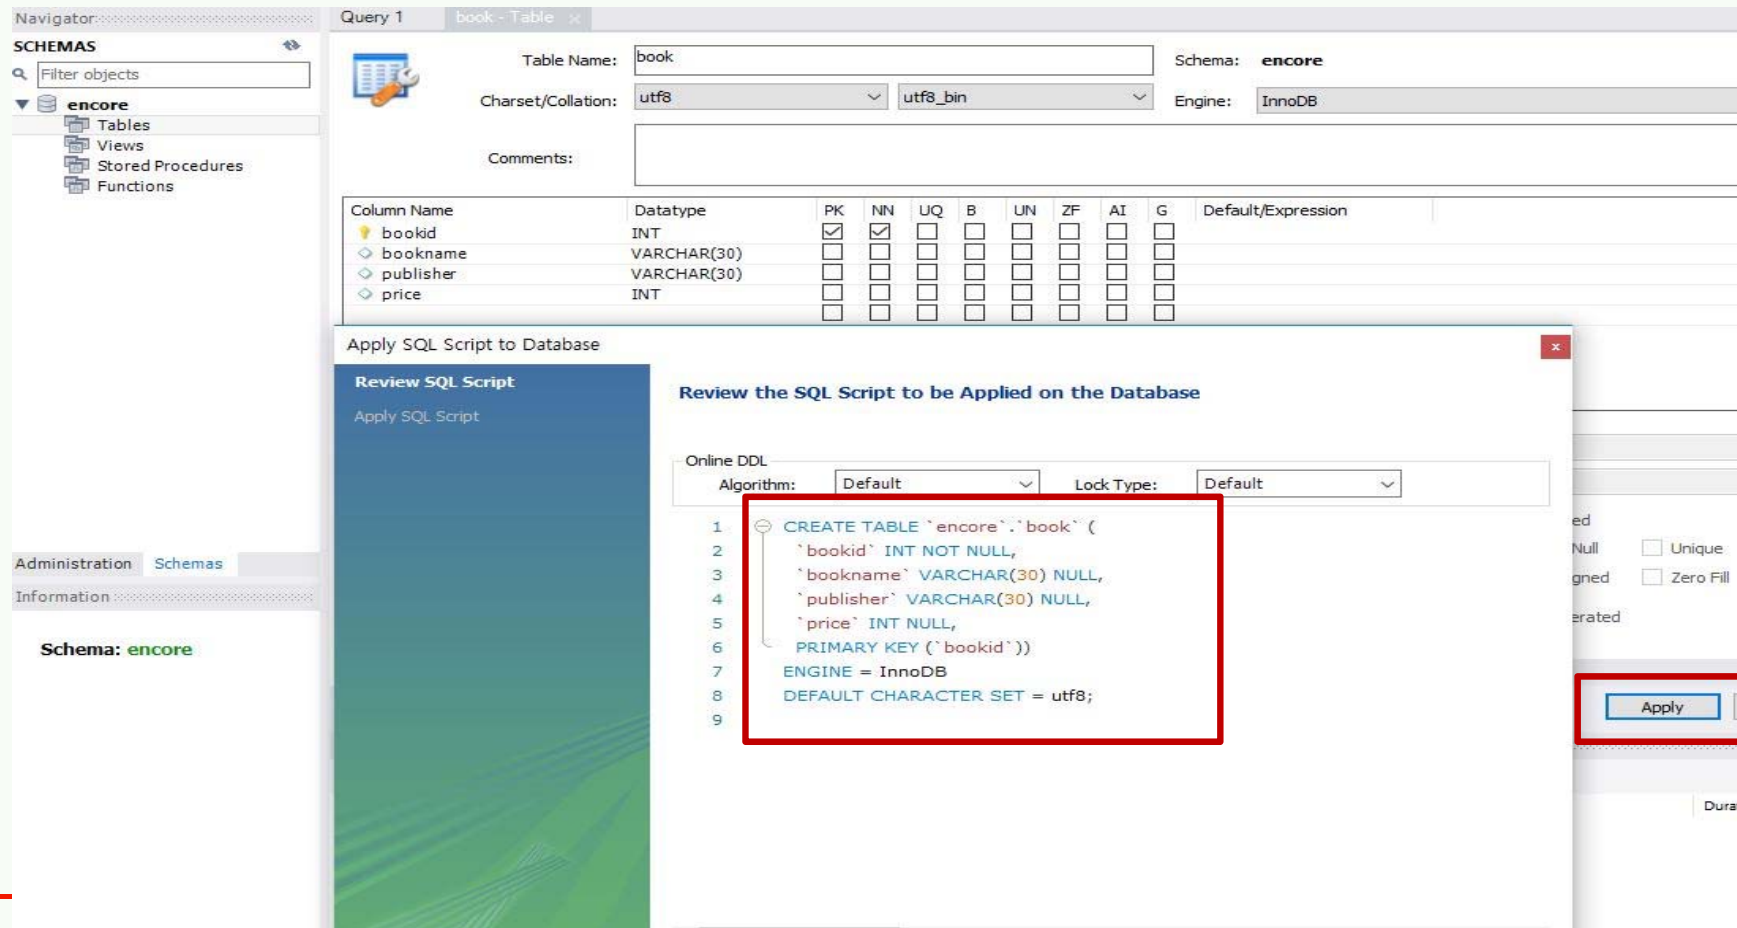 Navigator
SCHEMAS
Filter objects
encore
Tables
Views
Stored Procedures
Functions
Administration Schemas
Information
Schema: encore
Query 1 book - Table
Table Name: book Schema: encore
Charset/Collation: utf8 utf8_bin Engine: InnoDB
Comments:
Column Name Datatype PK NN UQ B UN ZF AI G Default/Expression
bookid INT
bookname VARCHAR(30)
publisher VARCHAR(30)
price INT
Apply SQL Script to Database
Review SQL Script
Apply SQL Script
Review the SQL Script to be Applied on the Database
Online DDL
Algorithm: Default Lock Type: Default
1 CREATE TABLE `encore`.`book` (
2 `bookid` INT NOT NULL,
3 `bookname` VARCHAR(30) NULL,
4 `publisher` VARCHAR(30) NULL,
5 `price` INT NULL,
6 PRIMARY KEY (`bookid`))
7 ENGINE = InnoDB
8 DEFAULT CHARACTER SET = utf8;
9
ed
Null Unique
gned Zero Fill
erated
Apply
Dura